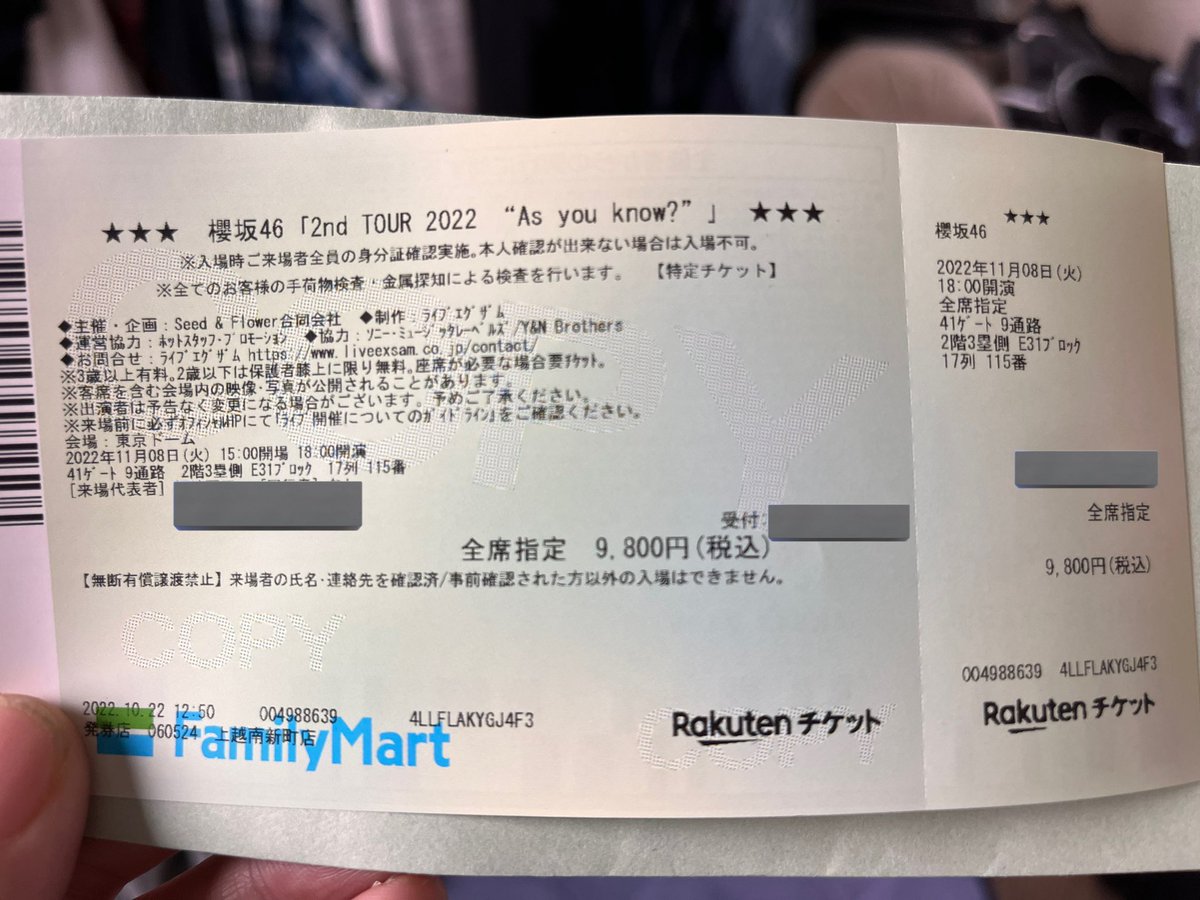 ★★★ 櫻坂46「2nd TOUR 2022 “As you know?”」 ★★★
※入場時ご来場者全員の身分証確認実施。本人確認が出来ない場合は入場不可。
※全てのお客様の手荷物検査・金属探知による検査を行います。 【特定チケット】
◆主催・企画:Seed & Flower合同会社 ◆制作:ライブエグザム
◆運営協力:ホットスタッフ・プロモーション ◆協力:ソニー・ミュージックレーベルズ/Y&N Brothers
◆お問合せ:ライブエグザム https://www.liveexsam.co.jp/contact/
※3歳以上有料。2歳以下は保護者膝上に限り無料。座席が必要な場合要チケット。
※客席を含む会場内の映像・写真が公開されることがあります。
※出演者は予告なく変更になる場合がございます。予めご了承ください。
※来場前に必ずオフィシャルHPにて「ライブ開催についてのガイドライン」をご確認ください。
会場:東京ドーム
2022年11月08日(火) 15:00開場 18:00開演
41ゲート 9通路 2階3塁側 E31ブロック 17列 115番
[来場代表者]
受付:
全席指定 9,800円(税込)
【無断有償譲渡禁止】来場者の氏名・連絡先を確認済/事前確認された方以外の入場はできません。
COPY
COPY
2022.10.22 12:50 004988639 4LLFLAKYGJ4F3
発券店 060524 上越南新町店
FamilyMart
Rakuten チケット
COPY
★★★
櫻坂46
2022年11月08日(火)
18:00開演
全席指定
41ゲート 9通路
2階3塁側 E31ブロック
17列 115番
全席指定
9,800円(税込)
004988639 4LLFLAKYGJ4F3
Rakuten チケット